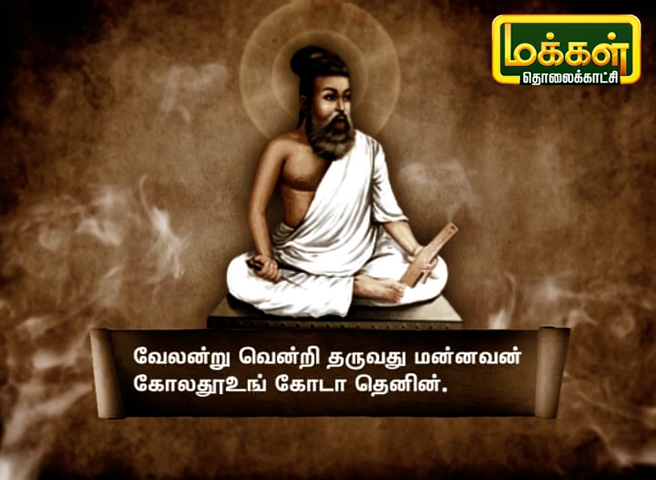 மக்கள்
தொலைக்காட்சி
வேலன்று வென்றி தருவது மன்னவன்
கோலதூஉங் கோடா தெனின்.